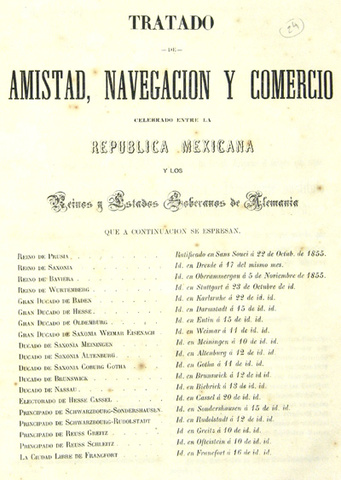 24
TRATADO
—DE—
AMISTAD, NAVEGACION Y COMERCIO
CELEBRADO ENTRE LA
REPUBLICA MEXICANA
Y LOS
Reinos y Estados Soberanos de Alemania
QUE A CONTINUACION SE ESPRESAN.
REINO DE PRUSIA . . . . . Ratificado en Sans Souci á 22 de Octub. de 1855.
REINO DE SAXONIA . . . . . Id. en Dresde á 17 del mismo mes.
REINO DE BAVIERA . . . . . Id. en á 5 de Noviembre de 1855.
REINO DE WURTEMBERG . . . . . Id. en Stuttgort á 23 de Octubre de id.
GRAN DUCADO DE BADEN . . . . . Id. en Karlsruhe á 22 de id. id.
GRAN DUCADO DE HESSE . . . . . Id. en Darmstadt á 15 de id. id.
GRAN DUCADO DE OLDEMBURG . . . . . Id. en Eutin á 15 de id. id.
GRAN DUCADO DE SAXONIA WEIMAR EISENACH . Id. en Weimar á 11 de id. id.
DUCADO DE SAXONIA MEININGEN . . . . . Id. en Meiningen á 10 de id. id.
DUCADO DE SAXONIA ALTENBURG . . . . . Id. en Altenburg á 12 de id. id.
DUCADO DE SAXONIA COBURG GOTHA . . . . . Id. en Gotha á 11 de id. id.
DUCADO DE BRUNSWICK . . . . . Id. en Brunswick á 12 de id. id.
DUCADO DE NASSAU . . . . . Id. en Biebrick á 13 de id. id.
ELECTORADO DE HESSE CASSEL . . . . . Id. en Cassel á 20 de id. id.
PRINCIPADO DE SCHWARZBOURG-SONDERSHAUSEN . Id. en Sondershausen á 15 de id. id.
PRINCIPADO DE SCHWARZBOURG-RUDOLSTADT . Id. en Rudolstadt á 12 de id. id.
PRINCIPADO DE REUSS GREITZ . . . . . Id. en Greitz á 10 de id. id.
PRINCIPADO DE REUSS SCHLEITZ . . . . . Id. en á 10 de id. id.
LA CIUDAD LIBRE DE FRANCFORT . . . . . Id. en Francfort á 16 de id. id.